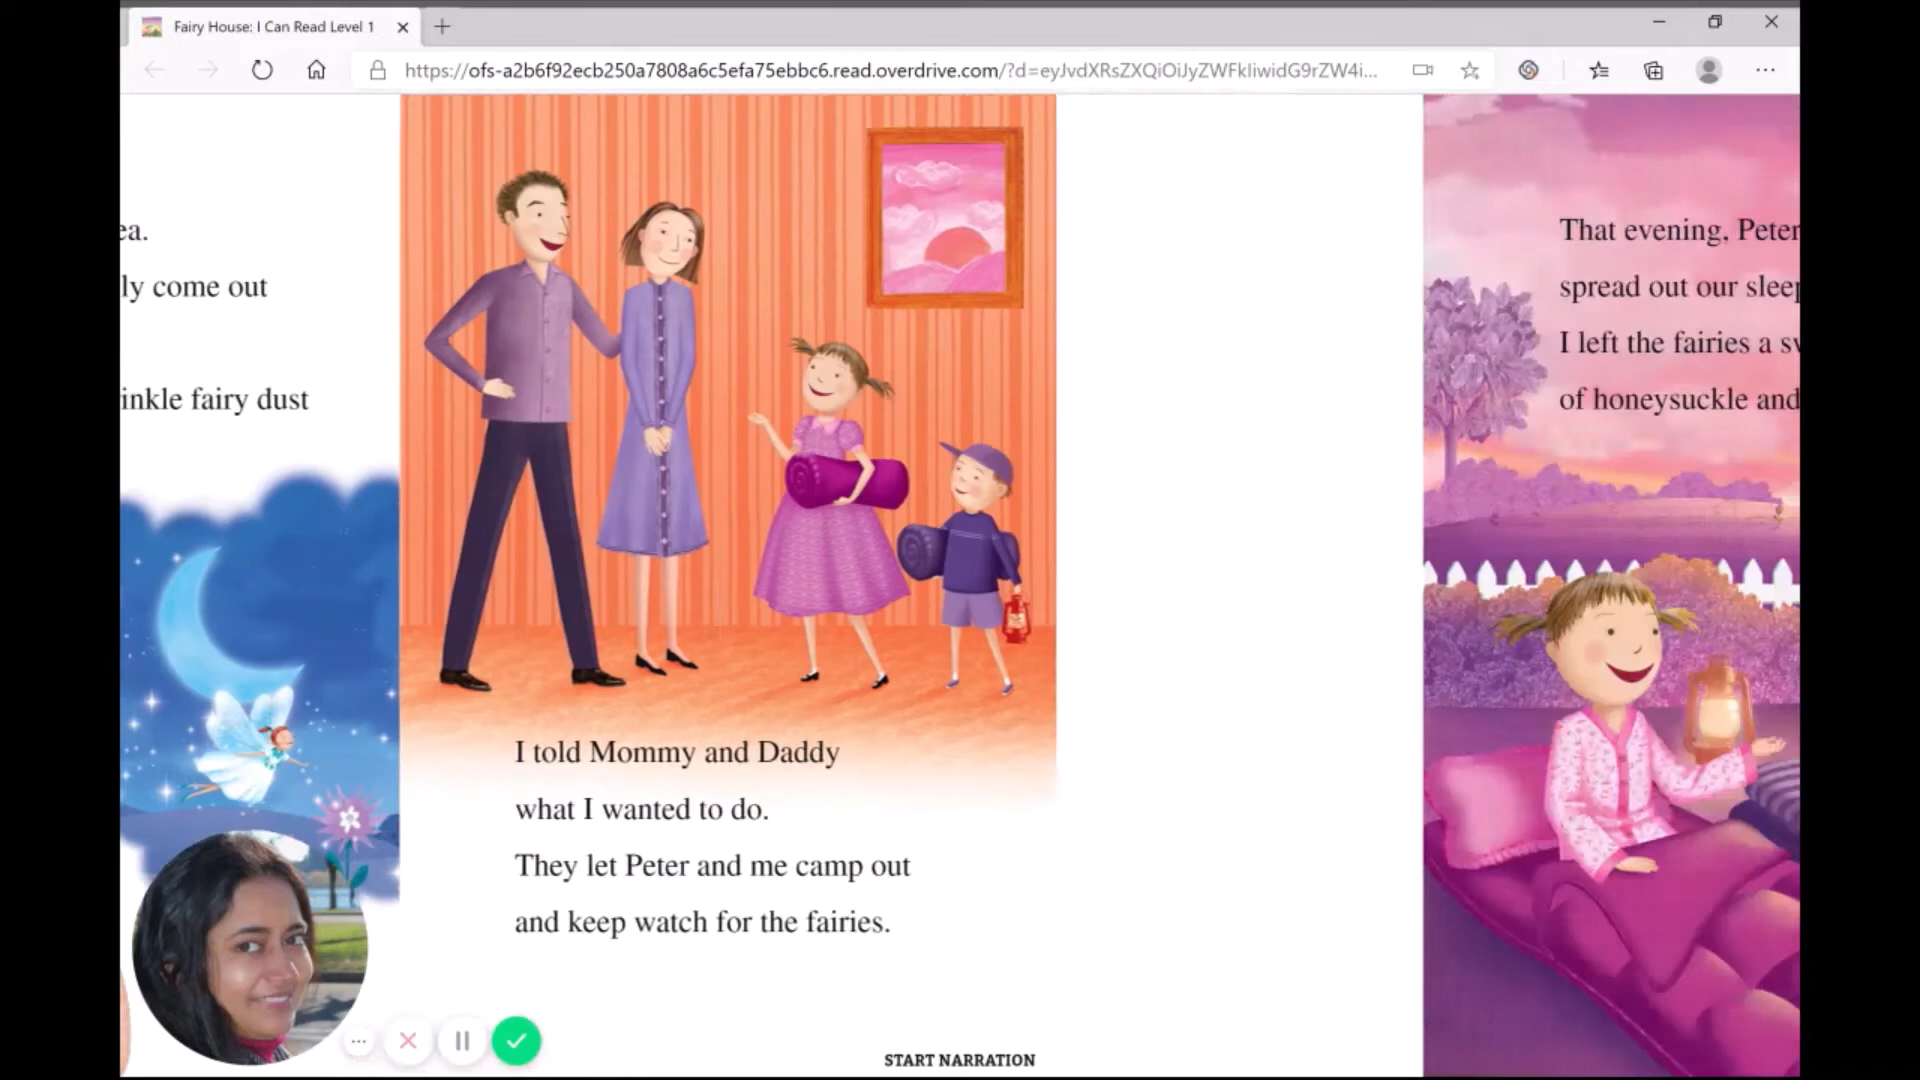 Fairy House: I Can Read Level 1
https://ofs-a2b6f92ecb250a7808a6c5efa75ebbc6.read.overdrive.com/?d=eyJvdXRsZXQiOiJyZWFkIiwidG9rZW4i...
ea.
ly come out
inkle fairy dust
I told Mommy and Daddy
what I wanted to do.
They let Peter and me camp out
and keep watch for the fairies.
That evening, Peter
spread out our sleep
I left the fairies a sw
of honeysuckle and
START NARRATION